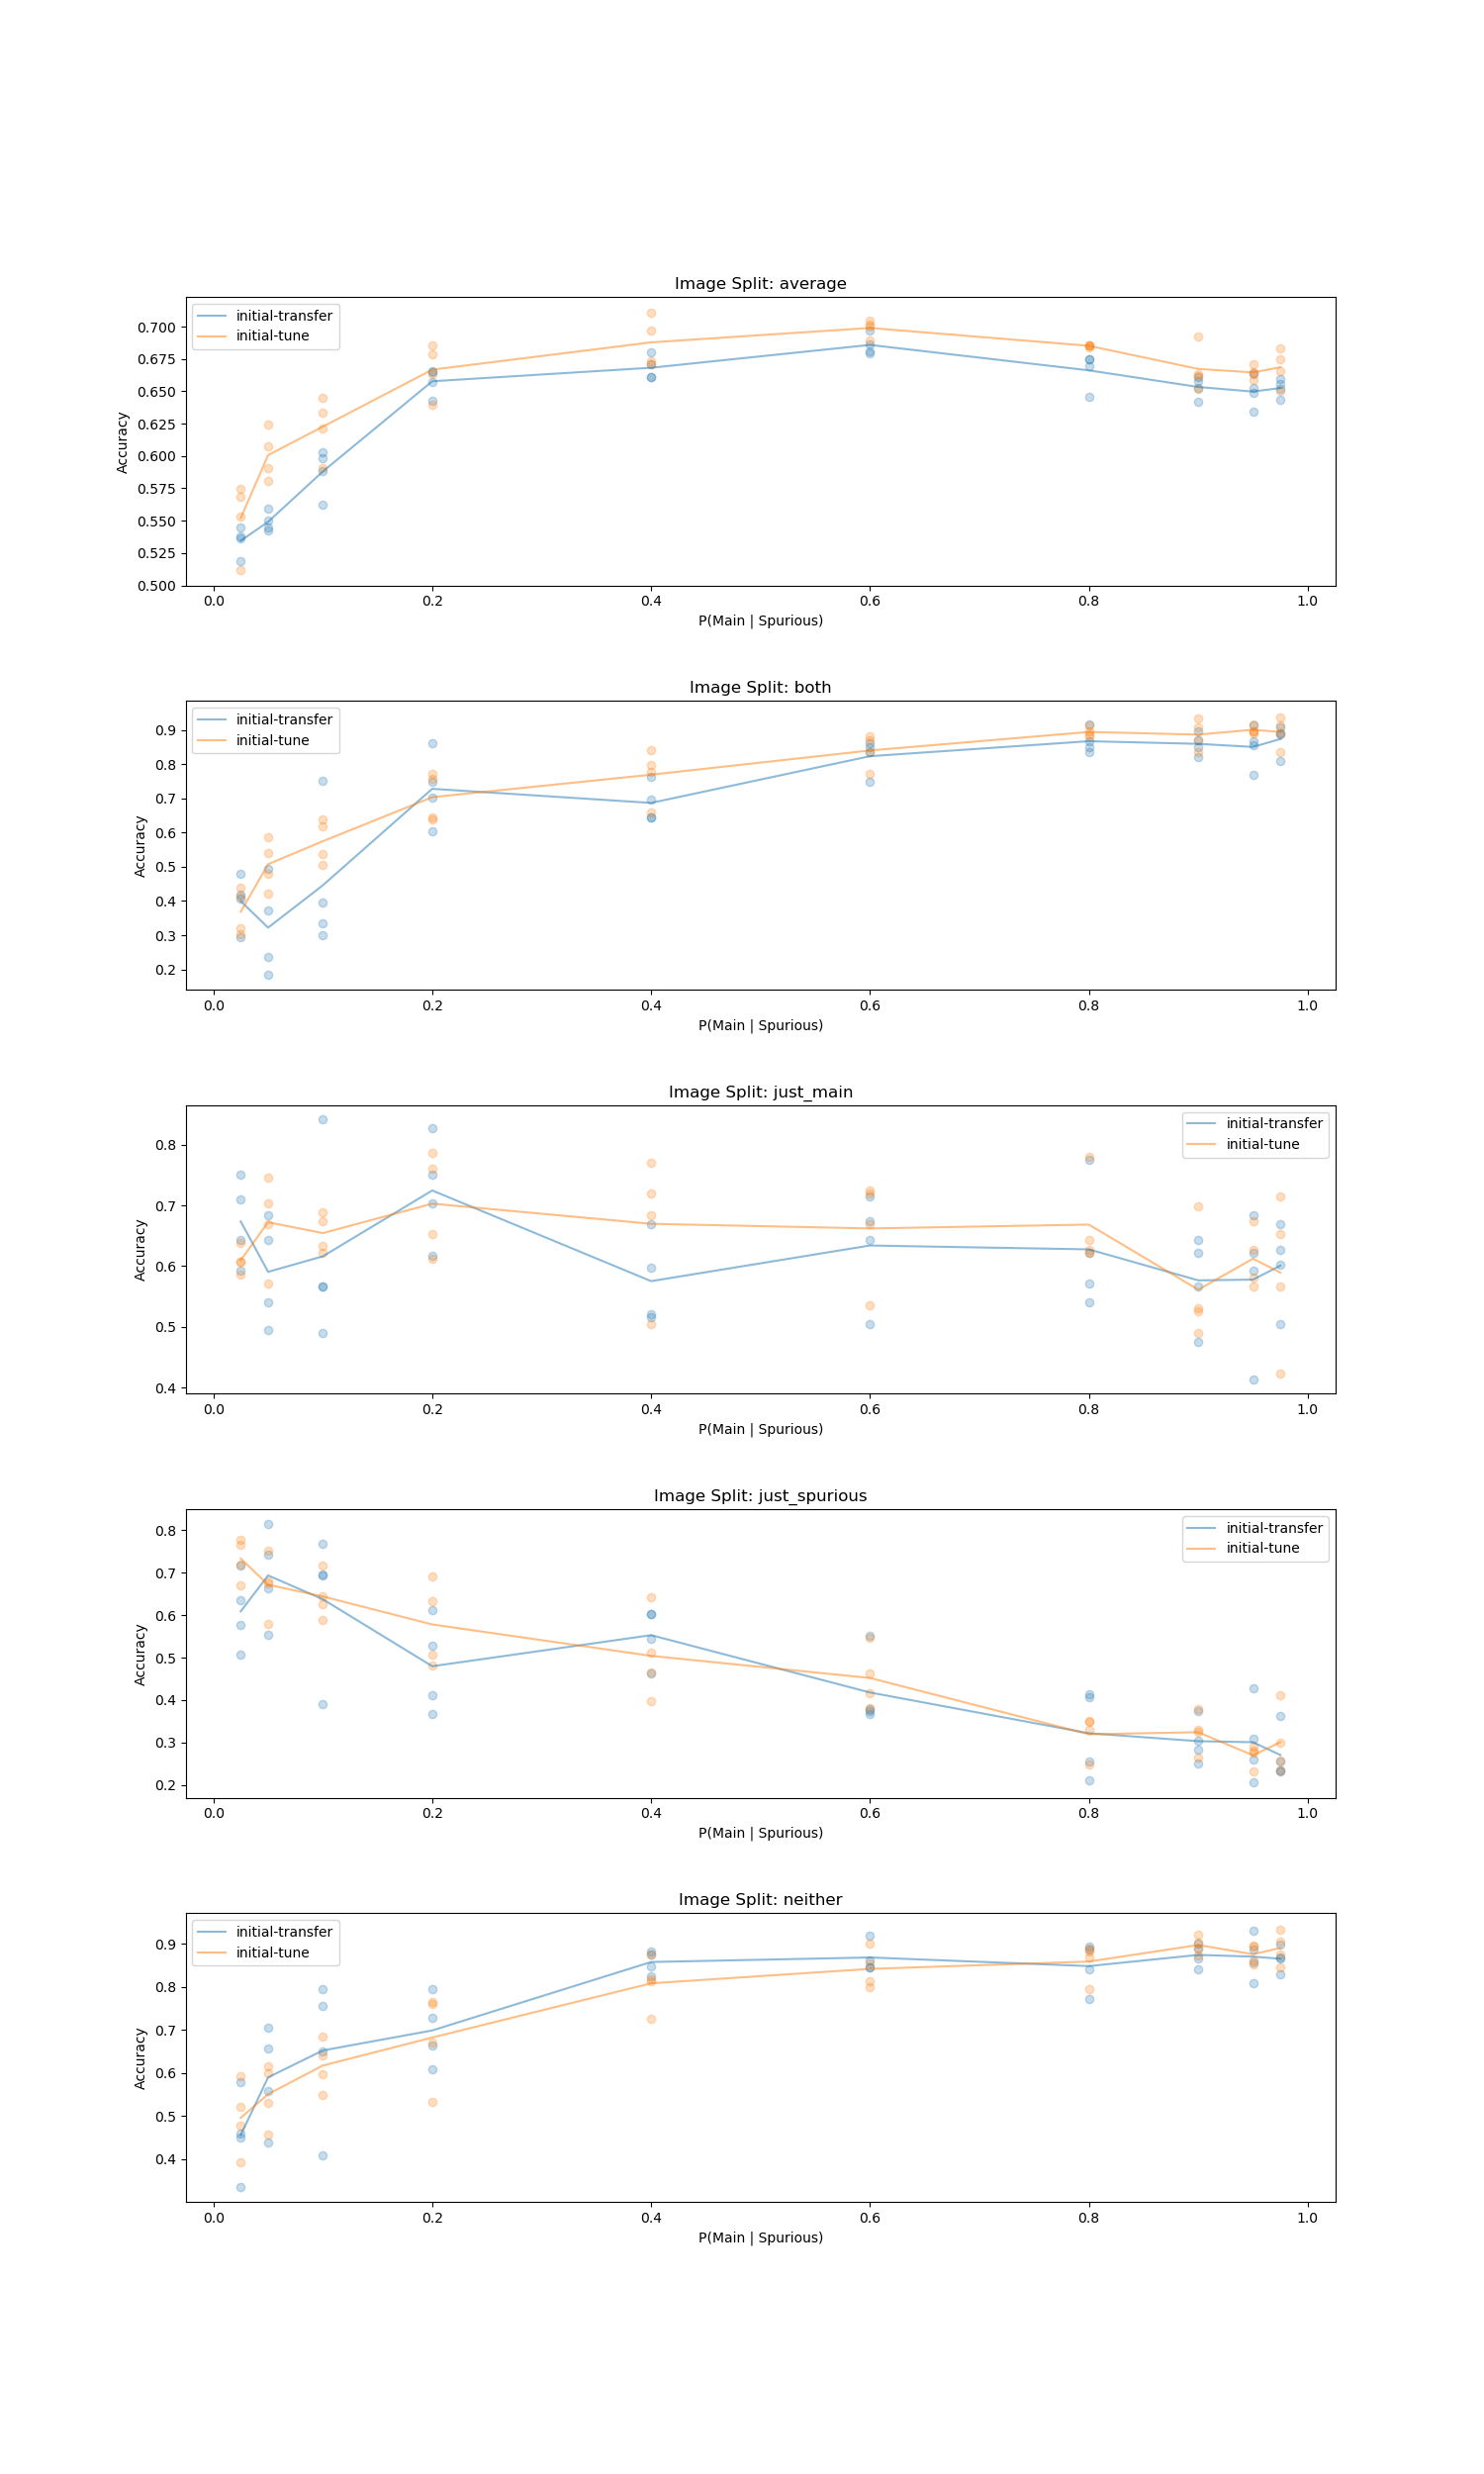 Image Split: average
initial-transfer
initial-tune
0.700
0.675
0.650
0.625
0.600
0.575
0.550
0.525
0.500
Accuracy
0.0 0.2 0.4 0.6 0.8 1.0
P(Main | Spurious)
Image Split: both
initial-transfer
initial-tune
0.9
0.8
0.7
0.6
0.5
0.4
0.3
0.2
Accuracy
0.0 0.2 0.4 0.6 0.8 1.0
P(Main | Spurious)
Image Split: just_main
initial-transfer
initial-tune
0.8
0.7
0.6
0.5
0.4
Accuracy
0.0 0.2 0.4 0.6 0.8 1.0
P(Main | Spurious)
Image Split: just_spurious
initial-transfer
initial-tune
0.8
0.7
0.6
0.5
0.4
0.3
0.2
Accuracy
0.0 0.2 0.4 0.6 0.8 1.0
P(Main | Spurious)
Image Split: neither
initial-transfer
initial-tune
0.9
0.8
0.7
0.6
0.5
0.4
Accuracy
0.0 0.2 0.4 0.6 0.8 1.0
P(Main | Spurious)